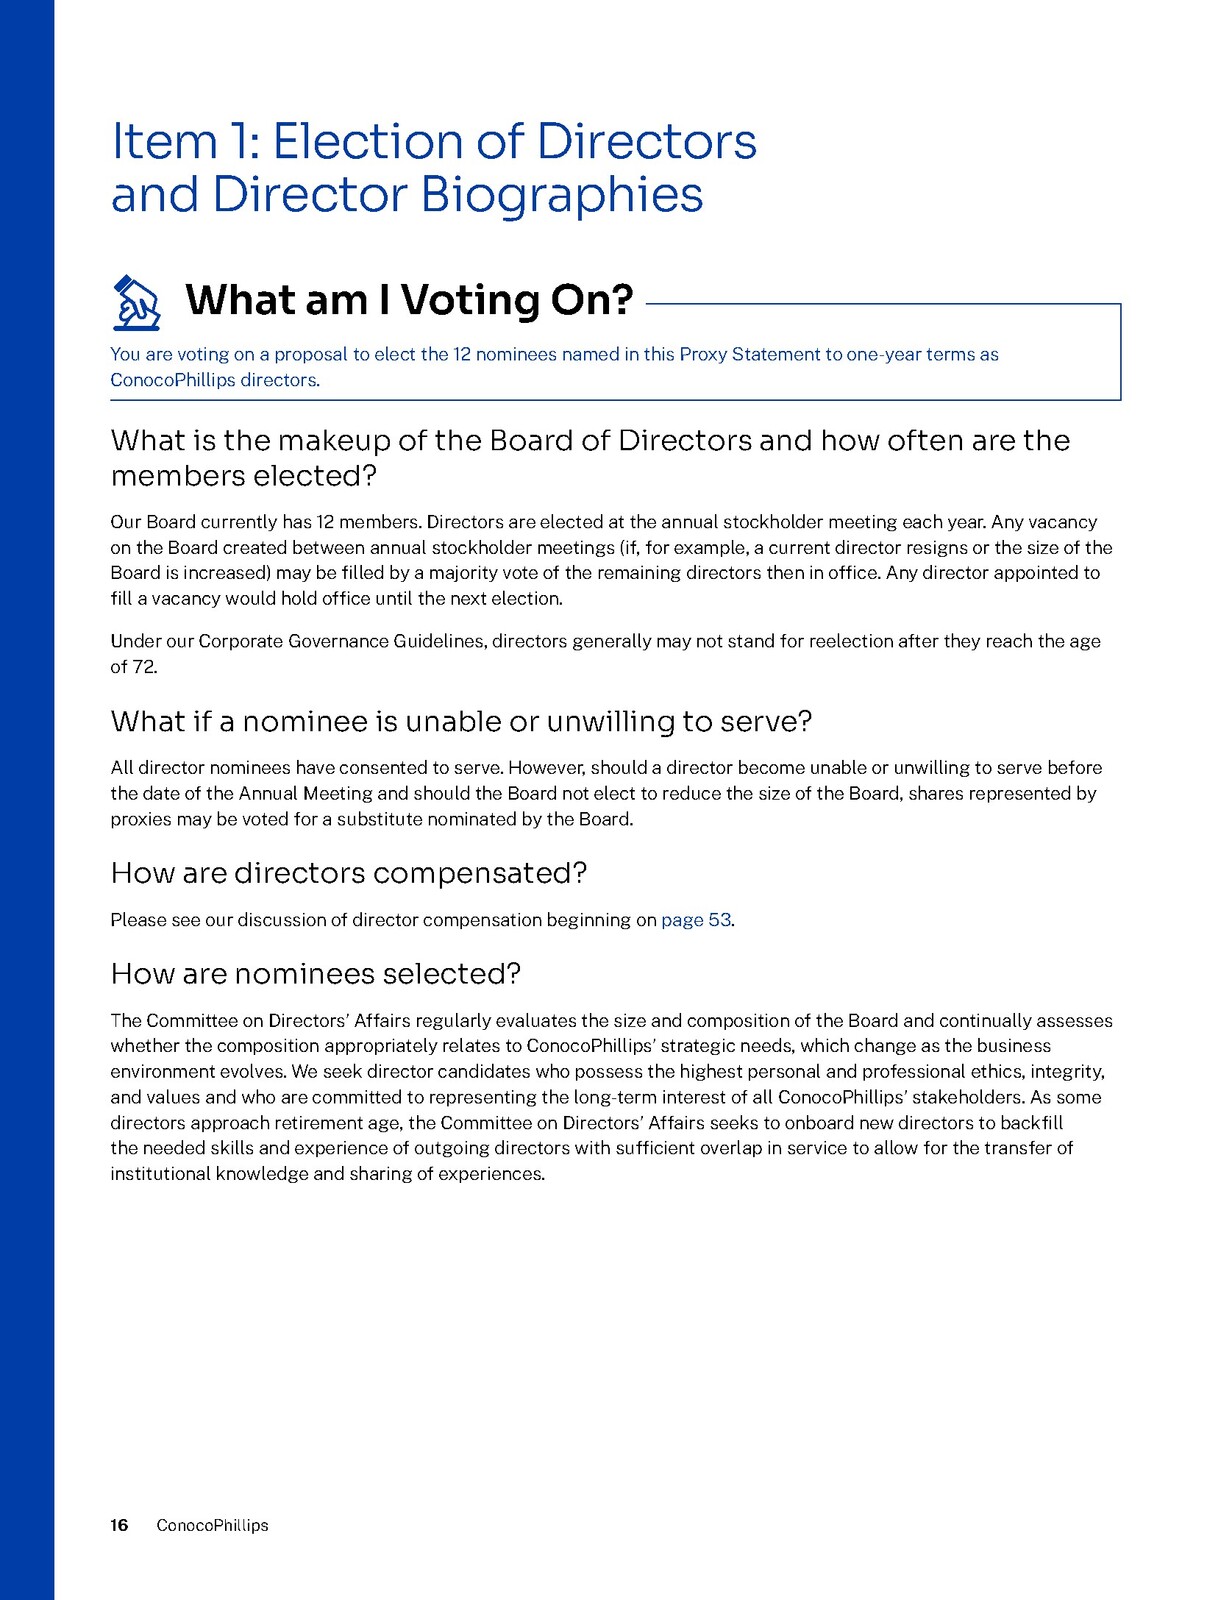 Item 1: Election of Directors
and Director Biographies
What am I Voting On?
You are voting on a proposal to elect the 12 nominees named in this Proxy Statement to one-year terms as
ConocoPhillips directors.
What is the makeup of the Board of Directors and how often are the
members elected?
Our Board currently has 12 members. Directors are elected at the annual stockholder meeting each year. Any vacancy
on the Board created between annual stockholder meetings (if, for example, a current director resigns or the size of the
Board is increased) may be filled by a majority vote of the remaining directors then in office. Any director appointed to
fill a vacancy would hold office until the next election.
Under our Corporate Governance Guidelines, directors generally may not stand for reelection after they reach the age
of 72.
What if a nominee is unable or unwilling to serve?
All director nominees have consented to serve. However, should a director become unable or unwilling to serve before
the date of the Annual Meeting and should the Board not elect to reduce the size of the Board, shares represented by
proxies may be voted for a substitute nominated by the Board.
How are directors compensated?
Please see our discussion of director compensation beginning on page 53.
How are nominees selected?
The Committee on Directors' Affairs regularly evaluates the size and composition of the Board and continually assesses
whether the composition appropriately relates to ConocoPhillips' strategic needs, which change as the business
environment evolves. We seek director candidates who possess the highest personal and professional ethics, integrity,
and values and who are committed to representing the long-term interest of all ConocoPhillips' stakeholders. As some
directors approach retirement age, the Committee on Directors' Affairs seeks to onboard new directors to backfill
the needed skills and experience of outgoing directors with sufficient overlap in service to allow for the transfer of
institutional knowledge and sharing of experiences.
16 ConocoPhillips